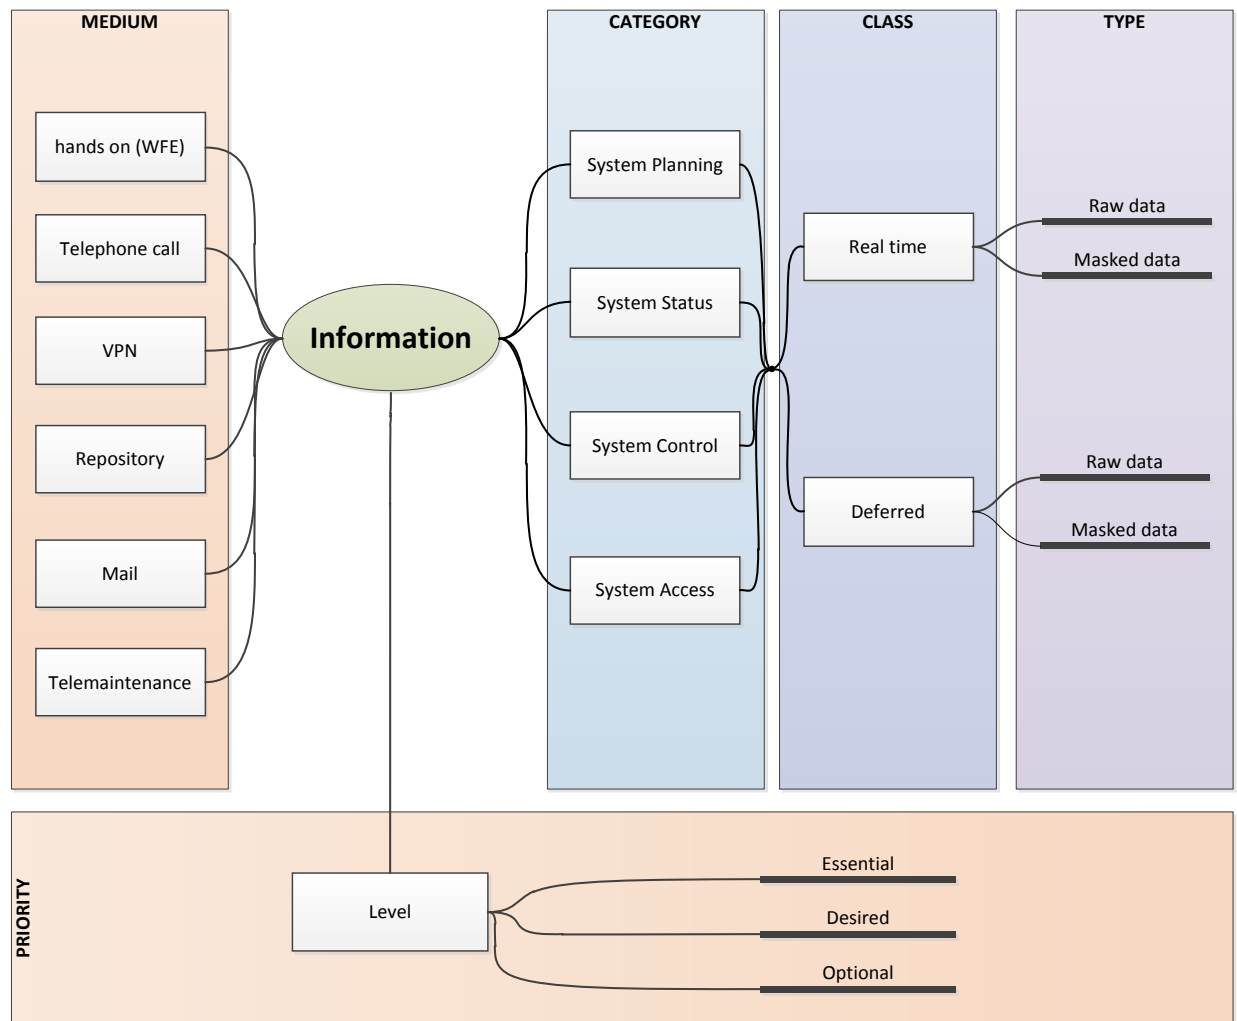 MEDIUM
hands on (WFE)
Telephone call
VPN
Repository
Mail
Telemaintenance
Information
CATEGORY
System Planning
System Status
System Control
System Access
CLASS
Real time
Deferred
TYPE
Raw data
Masked data
Raw data
Masked data
PRIORITY
Level
Essential
Desired
Optional